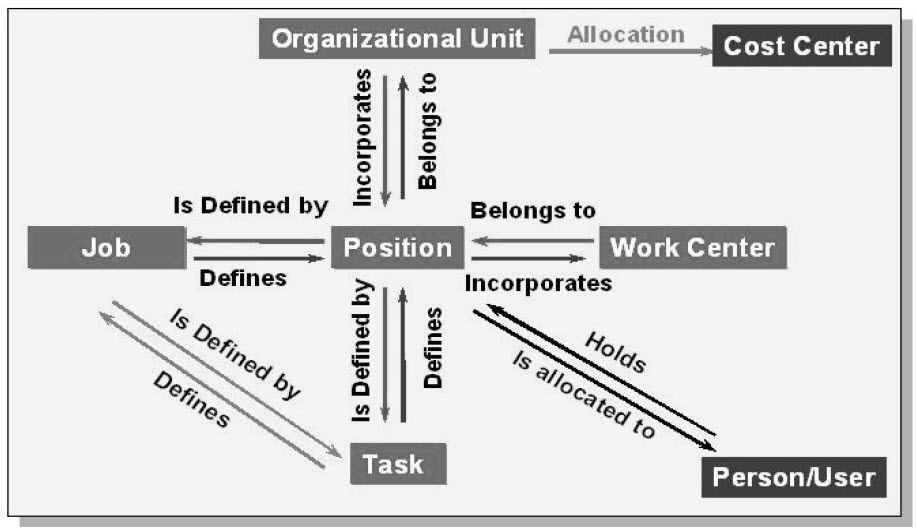 Organizational Unit
Allocation
Cost Center
Incorporates
Belongs to
Is Defined by
Belongs to
Job
Position
Work Center
Defines
Incorporates
Is Defined by
Defines
Is Defined by
Defines
Holds
Is allocated to
Task
Person/User